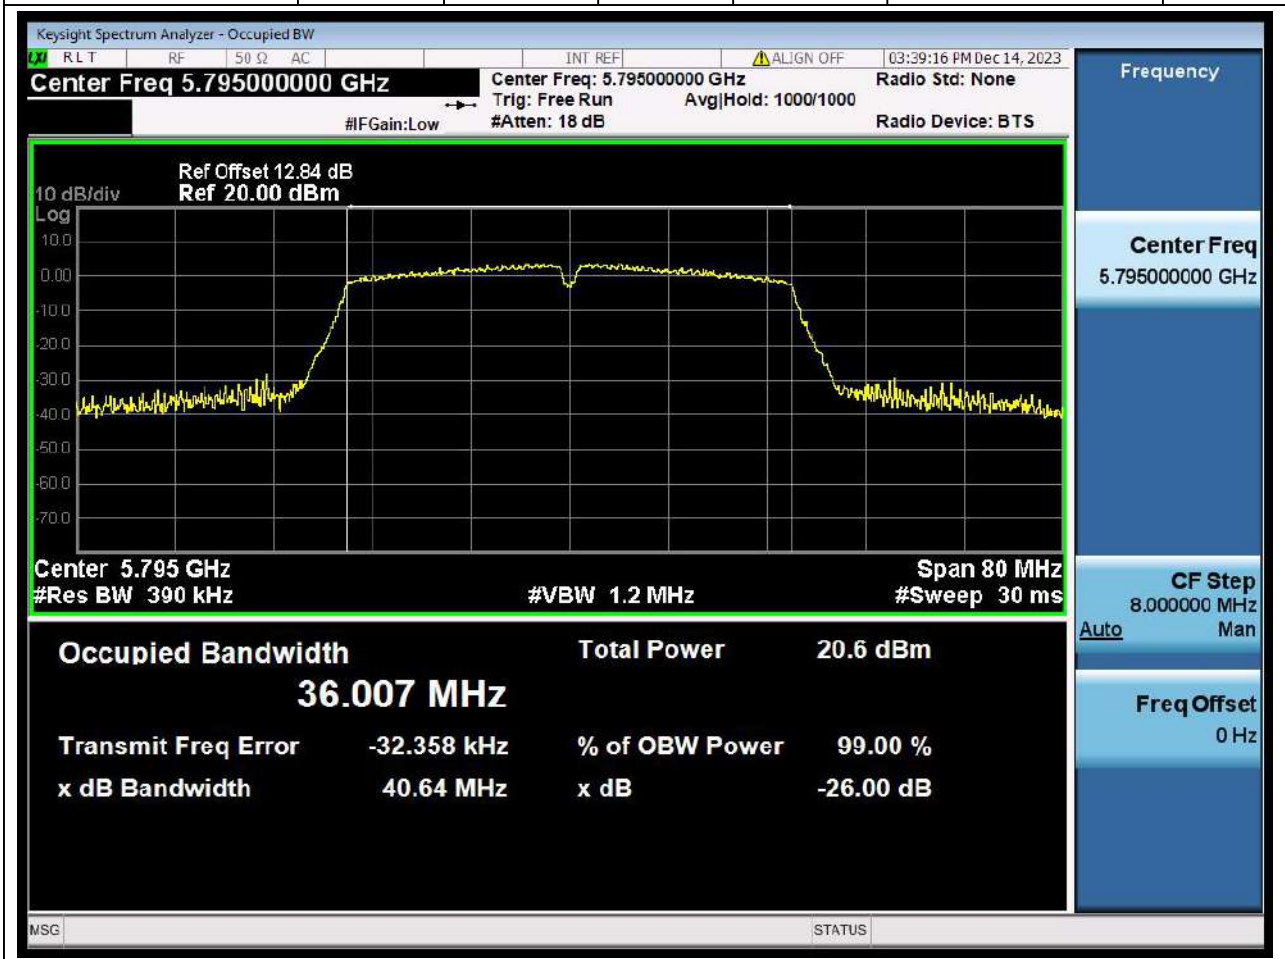 Keysight Spectrum Analyzer - Occupied BW
LXI RLT RF 50 Ω AC INT REF ALIGN OFF 03:39:16 PM Dec 14, 2023
Center Freq 5.795000000 GHz
Center Freq: 5.795000000 GHz
Radio Std: None
Trig: Free Run Avg|Hold: 1000/1000
#IFGain:Low #Atten: 18 dB Radio Device: BTS
Ref Offset 12.84 dB
10 dB/div Ref 20.00 dBm
Log
10.0
0.00
-10.0
-20.0
-30.0
-40.0
-50.0
-60.0
-70.0
Center 5.795 GHz Span 80 MHz
#Res BW 390 kHz #VBW 1.2 MHz #Sweep 30 ms
Occupied Bandwidth Total Power 20.6 dBm
36.007 MHz
Transmit Freq Error -32.358 kHz % of OBW Power 99.00 %
x dB Bandwidth 40.64 MHz x dB -26.00 dB
Frequency
Center Freq
5.795000000 GHz
CF Step
8.000000 MHz
Auto Man
Freq Offset
0 Hz
MSG STATUS